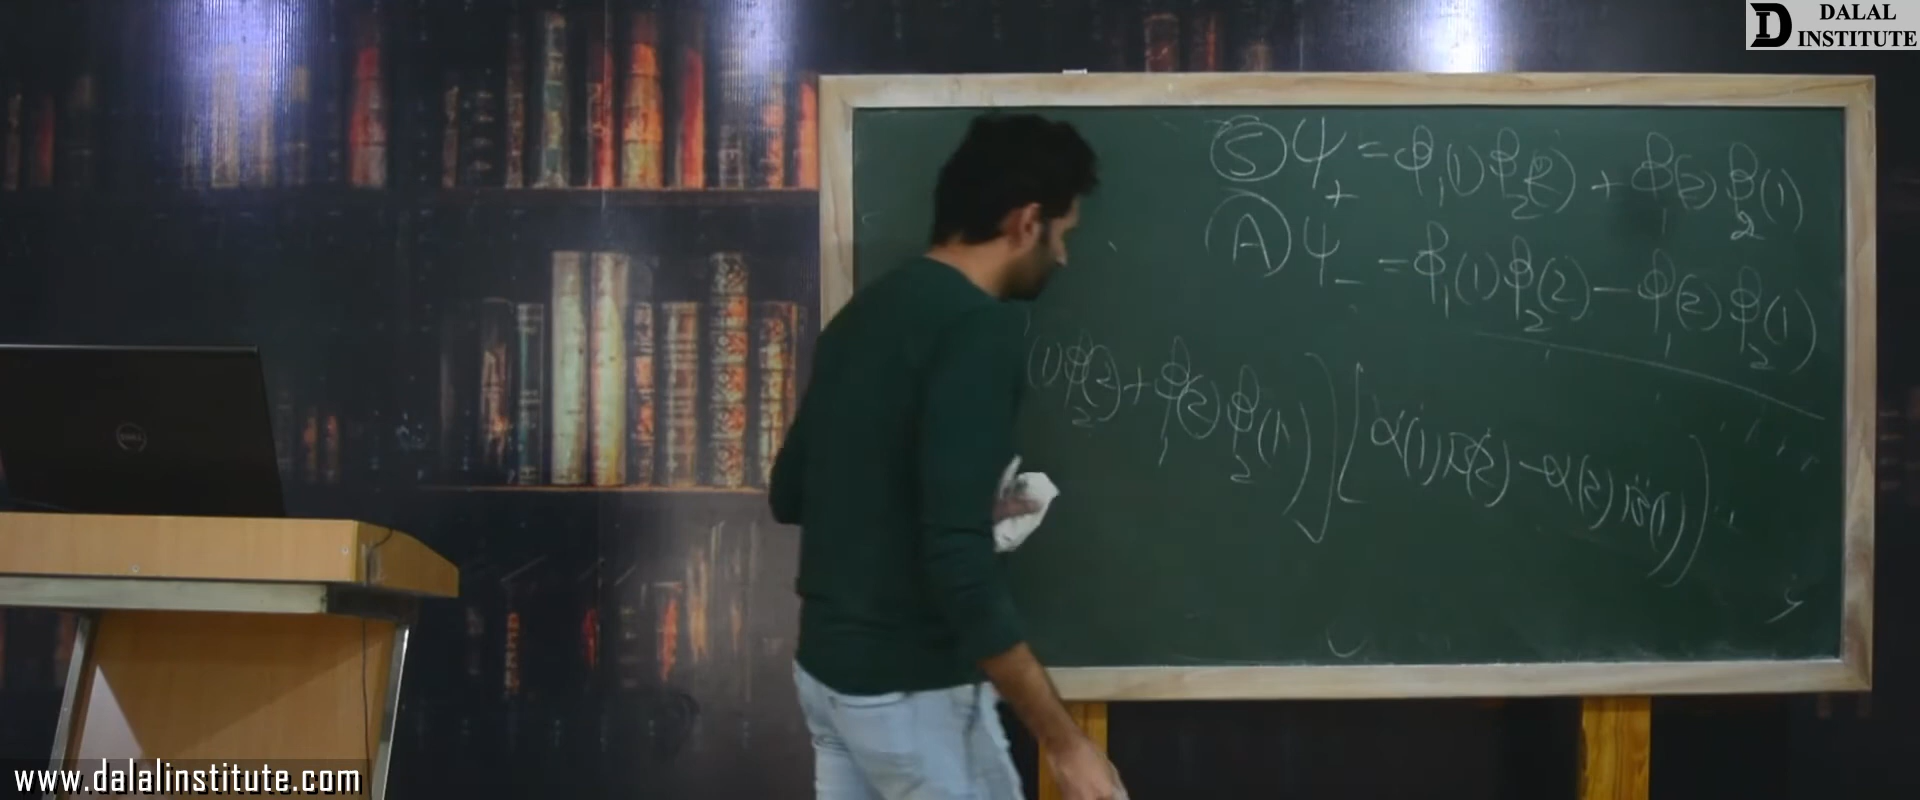 DALAL
INSTITUTE
Ⓢ ψ₊ = φ₁(1) φ₂(2) + φ₁(2) φ₂(1)
Ⓐ ψ₋ = φ₁(1) φ₂(2) − φ₁(2) φ₂(1)
(1) φ₂(2) + φ₁(2) φ₂(1) ] [ α(1) β(2) − α(2) β(1) ]
DELL
www.dalalinstitute.com